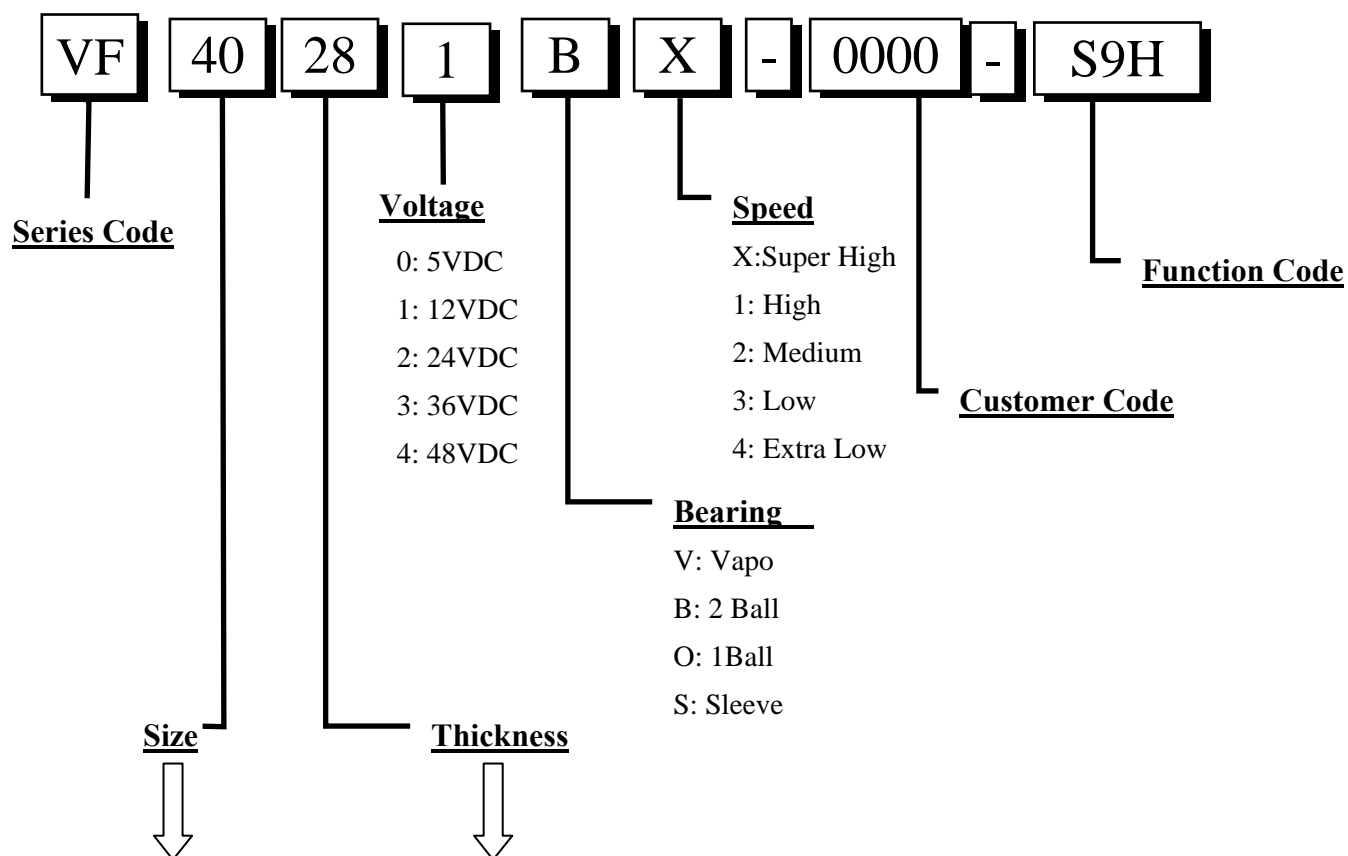 VF 40 28 1 B X - 0000 - S9H
Series Code
Voltage
0: 5VDC
1: 12VDC
2: 24VDC
3: 36VDC
4: 48VDC
Speed
X:Super High
1: High
2: Medium
3: Low
4: Extra Low
Function Code
Customer Code
Bearing
V: Vapo
B: 2 Ball
O: 1Ball
S: Sleeve
Size
Thickness